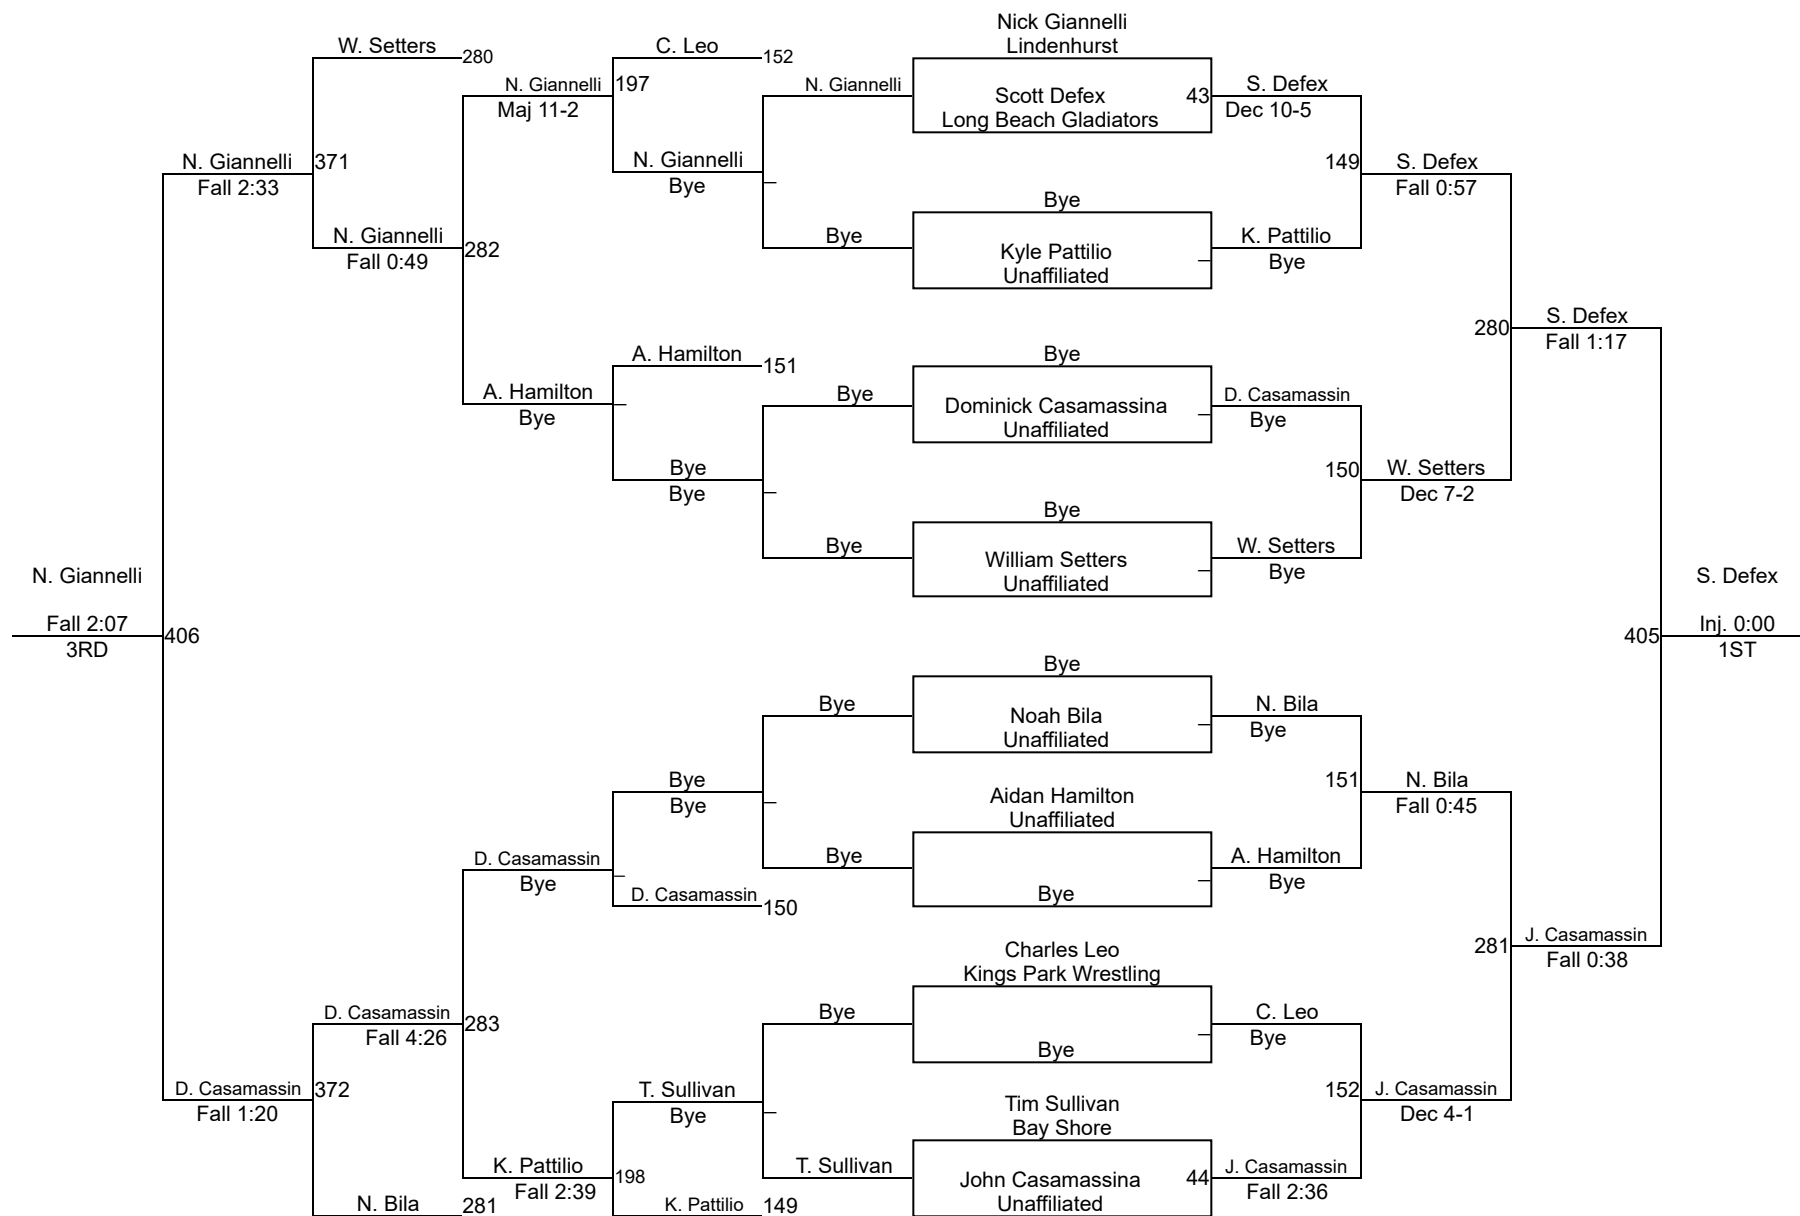 Nick Giannelli
Lindenhurst
W. Setters
280
C. Leo
152
N. Giannelli
197
Maj 11-2
N. Giannelli
Scott Defex
Long Beach Gladiators
43
S. Defex
Dec 10-5
N. Giannelli
371
Fall 2:33
N. Giannelli
Bye
149
S. Defex
Fall 0:57
Bye
N. Giannelli
282
Fall 0:49
Bye
Kyle Pattilio
Unaffiliated
K. Pattilio
Bye
280
S. Defex
Fall 1:17
A. Hamilton
151
Bye
A. Hamilton
Bye
Bye
Dominick Casamassina
Unaffiliated
D. Casamassin
Bye
Bye
Bye
150
W. Setters
Dec 7-2
Bye
Bye
William Setters
Unaffiliated
W. Setters
Bye
N. Giannelli
Fall 2:07
3RD
406
S. Defex
405
Inj. 0:00
1ST
Bye
Bye
Noah Bila
Unaffiliated
N. Bila
Bye
Bye
Bye
Aidan Hamilton
Unaffiliated
151
N. Bila
Fall 0:45
D. Casamassin
Bye
Bye
Bye
A. Hamilton
Bye
D. Casamassin
150
Charles Leo
Kings Park Wrestling
281
J. Casamassin
Fall 0:38
D. Casamassin
283
Fall 4:26
Bye
Bye
C. Leo
Bye
D. Casamassin
372
Fall 1:20
T. Sullivan
Bye
Tim Sullivan
Bay Shore
152
J. Casamassin
Dec 4-1
K. Pattilio
198
Fall 2:39
T. Sullivan
John Casamassina
Unaffiliated
44
J. Casamassin
Fall 2:36
N. Bila
281
K. Pattilio
149